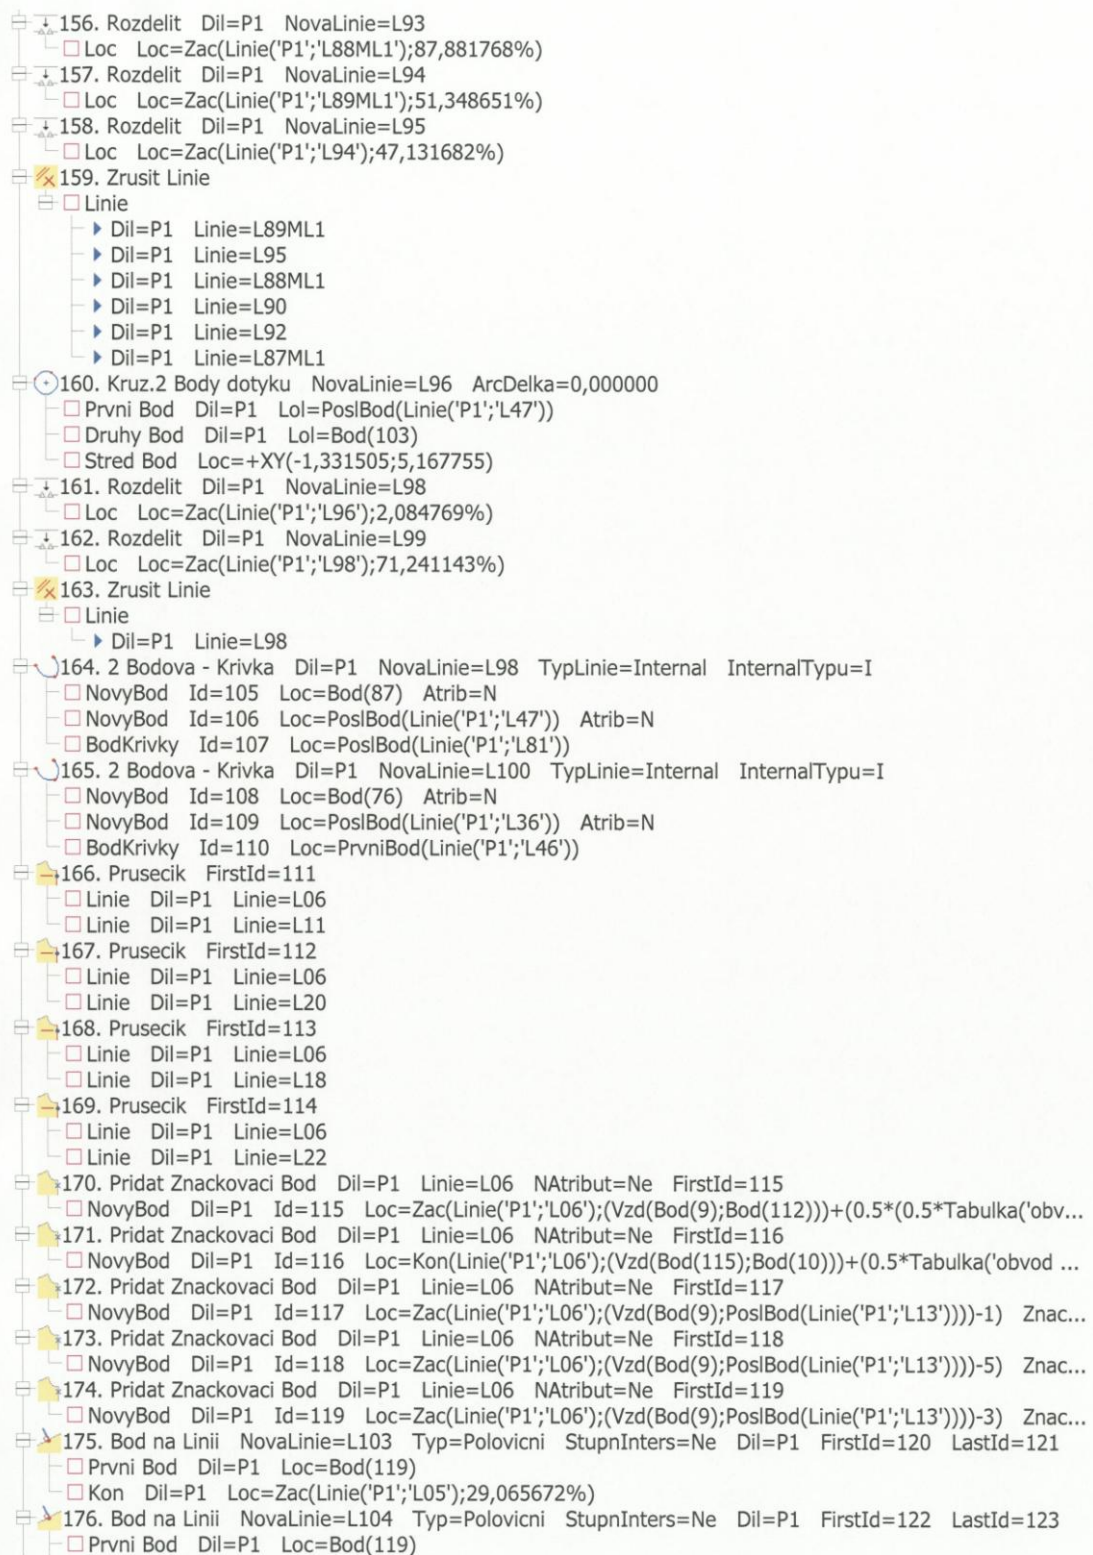 156. Rozdelit Dil=P1 NovaLinie=L93
Loc Loc=Zac(Linie('P1';'L88ML1');87,881768%)
157. Rozdelit Dil=P1 NovaLinie=L94
Loc Loc=Zac(Linie('P1';'L89ML1');51,348651%)
158. Rozdelit Dil=P1 NovaLinie=L95
Loc Loc=Zac(Linie('P1';'L94');47,131682%)
159. Zrusit Linie
Linie
Dil=P1 Linie=L89ML1
Dil=P1 Linie=L95
Dil=P1 Linie=L88ML1
Dil=P1 Linie=L90
Dil=P1 Linie=L92
Dil=P1 Linie=L87ML1
160. Kruz.2 Body dotyku NovaLinie=L96 ArcDelka=0,000000
Prvni Bod Dil=P1 Lol=PoslBod(Linie('P1';'L47'))
Druhy Bod Dil=P1 Lol=Bod(103)
Stred Bod Loc=+XY(-1,331505;5,167755)
161. Rozdelit Dil=P1 NovaLinie=L98
Loc Loc=Zac(Linie('P1';'L96');2,084769%)
162. Rozdelit Dil=P1 NovaLinie=L99
Loc Loc=Zac(Linie('P1';'L98');71,241143%)
163. Zrusit Linie
Linie
Dil=P1 Linie=L98
164. 2 Bodova - Krivka Dil=P1 NovaLinie=L98 TypLinie=Internal InternalTypu=I
NovyBod Id=105 Loc=Bod(87) Atrib=N
NovyBod Id=106 Loc=PoslBod(Linie('P1';'L47')) Atrib=N
BodKrivky Id=107 Loc=PoslBod(Linie('P1';'L81'))
165. 2 Bodova - Krivka Dil=P1 NovaLinie=L100 TypLinie=Internal InternalTypu=I
NovyBod Id=108 Loc=Bod(76) Atrib=N
NovyBod Id=109 Loc=PoslBod(Linie('P1';'L36')) Atrib=N
BodKrivky Id=110 Loc=PrvniBod(Linie('P1';'L46'))
166. Prusecik FirstId=111
Linie Dil=P1 Linie=L06
Linie Dil=P1 Linie=L11
167. Prusecik FirstId=112
Linie Dil=P1 Linie=L06
Linie Dil=P1 Linie=L20
168. Prusecik FirstId=113
Linie Dil=P1 Linie=L06
Linie Dil=P1 Linie=L18
169. Prusecik FirstId=114
Linie Dil=P1 Linie=L06
Linie Dil=P1 Linie=L22
170. Pridat Znackovaci Bod Dil=P1 Linie=L06 NAtribut=Ne FirstId=115
NovyBod Dil=P1 Id=115 Loc=Zac(Linie('P1';'L06');(Vzd(Bod(9);Bod(112)))+(0.5*(0.5*Tabulka('obv...
171. Pridat Znackovaci Bod Dil=P1 Linie=L06 NAtribut=Ne FirstId=116
NovyBod Dil=P1 Id=116 Loc=Kon(Linie('P1';'L06');(Vzd(Bod(115);Bod(10)))+(0.5*Tabulka('obvod ...
172. Pridat Znackovaci Bod Dil=P1 Linie=L06 NAtribut=Ne FirstId=117
NovyBod Dil=P1 Id=117 Loc=Zac(Linie('P1';'L06');(Vzd(Bod(9);PoslBod(Linie('P1';'L13'))))-1) Znac...
173. Pridat Znackovaci Bod Dil=P1 Linie=L06 NAtribut=Ne FirstId=118
NovyBod Dil=P1 Id=118 Loc=Zac(Linie('P1';'L06');(Vzd(Bod(9);PoslBod(Linie('P1';'L13'))))-5) Znac...
174. Pridat Znackovaci Bod Dil=P1 Linie=L06 NAtribut=Ne FirstId=119
NovyBod Dil=P1 Id=119 Loc=Zac(Linie('P1';'L06');(Vzd(Bod(9);PoslBod(Linie('P1';'L13'))))-3) Znac...
175. Bod na Linii NovaLinie=L103 Typ=Polovicni StupnInters=Ne Dil=P1 FirstId=120 LastId=121
Prvni Bod Dil=P1 Loc=Bod(119)
Kon Dil=P1 Loc=Zac(Linie('P1';'L05');29,065672%)
176. Bod na Linii NovaLinie=L104 Typ=Polovicni StupnInters=Ne Dil=P1 FirstId=122 LastId=123
Prvni Bod Dil=P1 Loc=Bod(119)